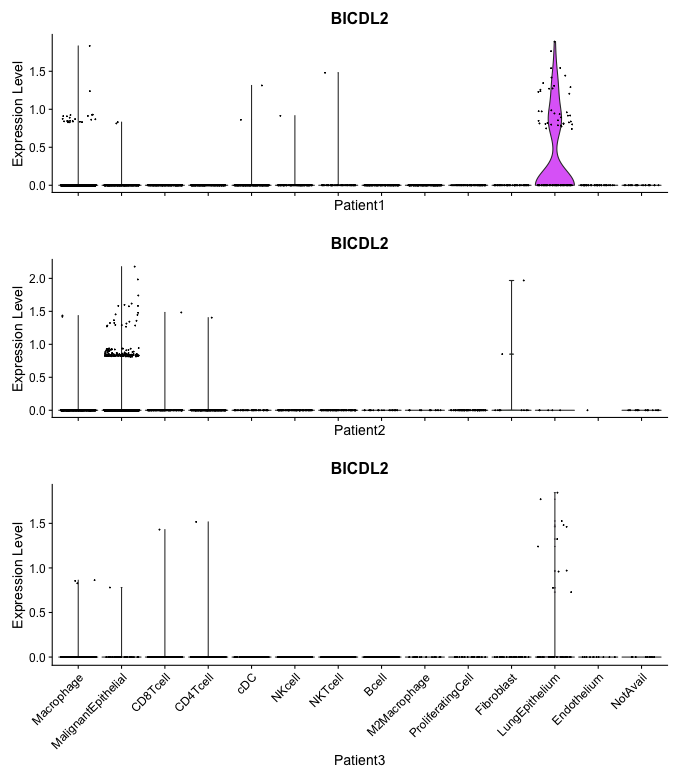 BICDL2
Expression Level
1.5
1.0
0.5
0.0
Patient1
BICDL2
Expression Level
2.0
1.5
1.0
0.5
0.0
Patient2
BICDL2
Expression Level
1.5
1.0
0.5
0.0
Macrophage
MalignantEpithelial
CD8Tcell
CD4Tcell
cDC
NKcell
NKTcell
Bcell
M2Macrophage
ProliferatingCell
Fibroblast
LungEpithelium
Endothelium
NotAvail
Patient3